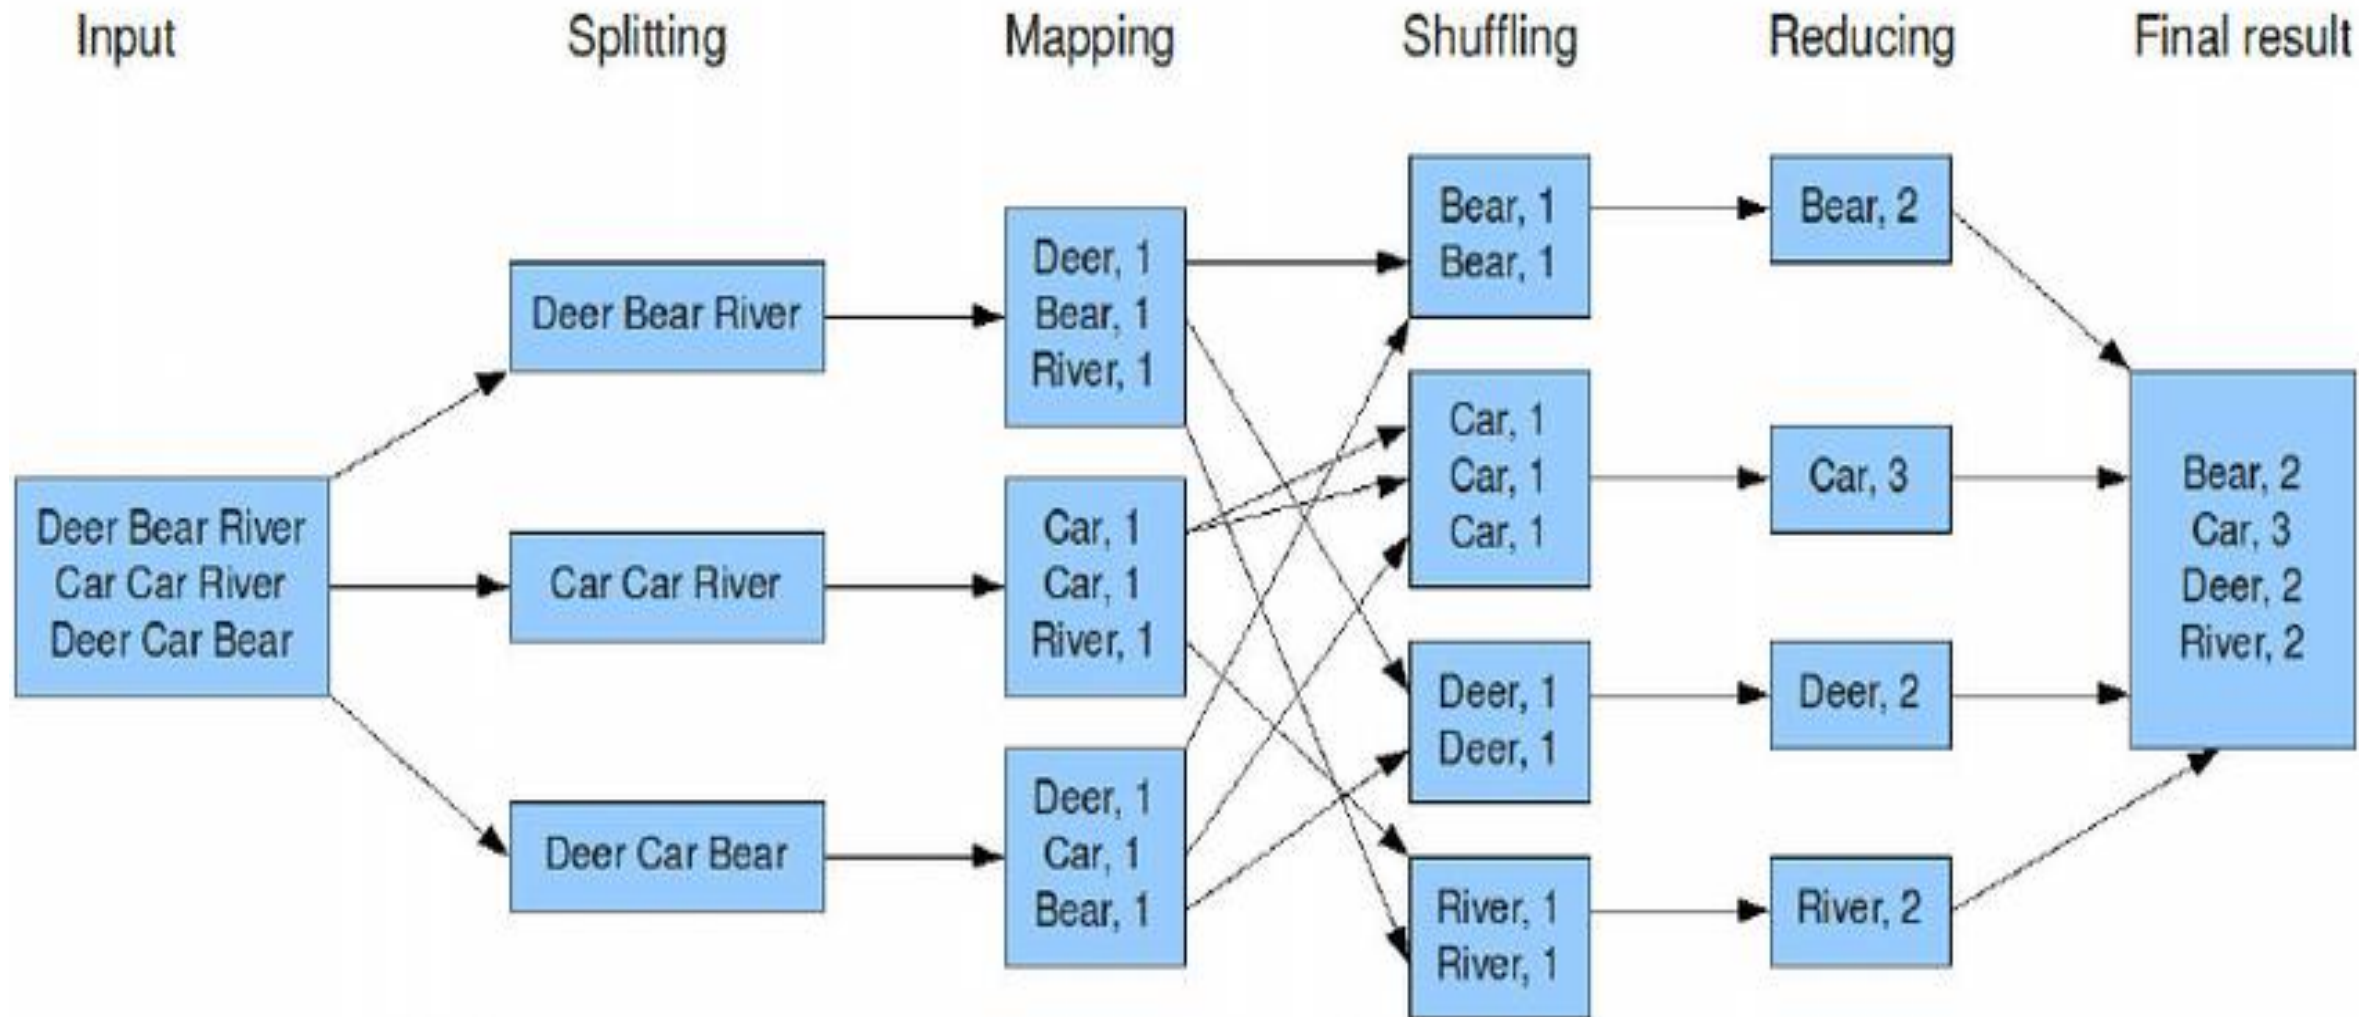 Input
Splitting
Mapping
Shuffling
Reducing
Final result
Deer Bear River
Car Car River
Deer Car Bear
Deer Bear River
Car Car River
Deer Car Bear
Deer, 1
Bear, 1
River, 1
Car, 1
Car, 1
River, 1
Deer, 1
Car, 1
Bear, 1
Bear, 1
Bear, 1
Car, 1
Car, 1
Car, 1
Deer, 1
Deer, 1
River, 1
River, 1
Bear, 2
Car, 3
Deer, 2
River, 2
Bear, 2
Car, 3
Deer, 2
River, 2